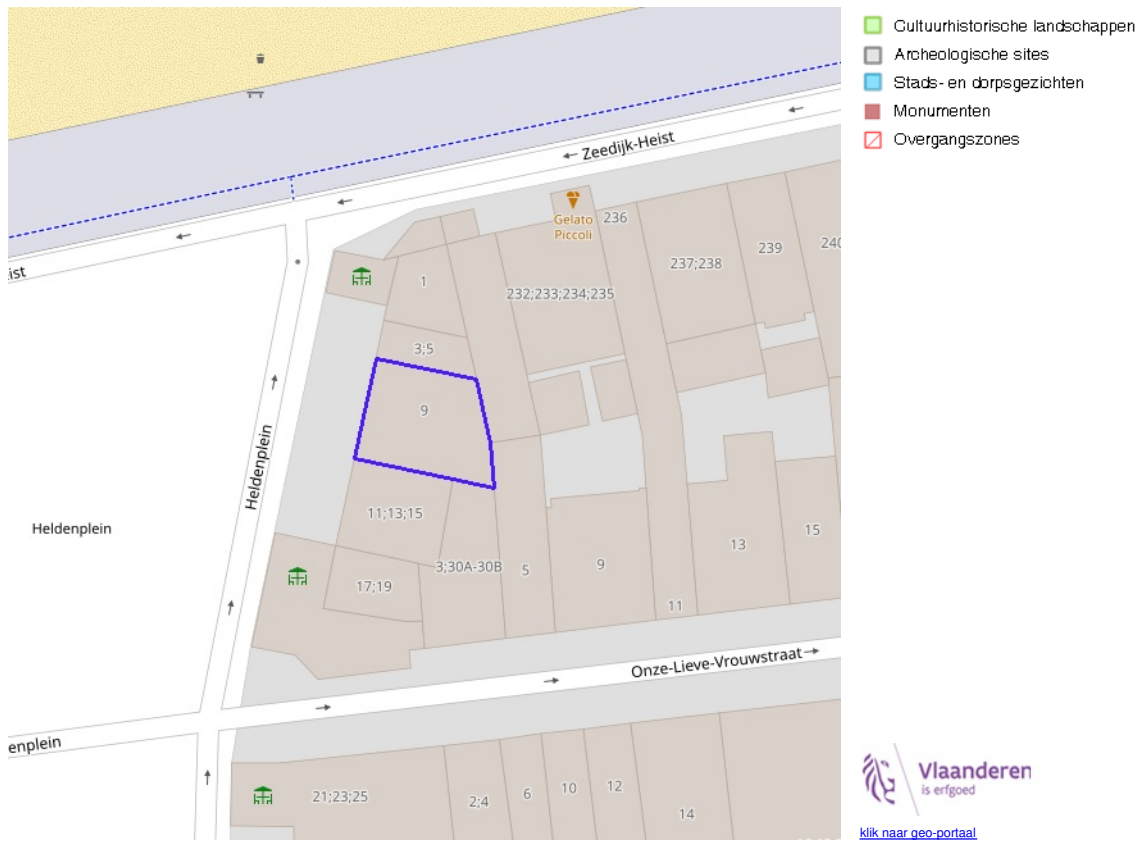 Cultuurhistorische landschappen
Archeologische sites
Stads- en dorpsgezichten
Monumenten
Overgangszones
Zeedijk-Heist
Gelato
Piccoli
236
239
240
237;238
ist
1
232;233;234;235
3;5
9
Heldenplein
Heldenplein
11;13;15
15
13
3;30A-30B
5
9
17;19
11
Onze-Lieve-Vrouwstraat
enplein
21;23;25
2;4
6
10
12
14
Vlaanderen
is erfgoed
klik naar geo-portaal